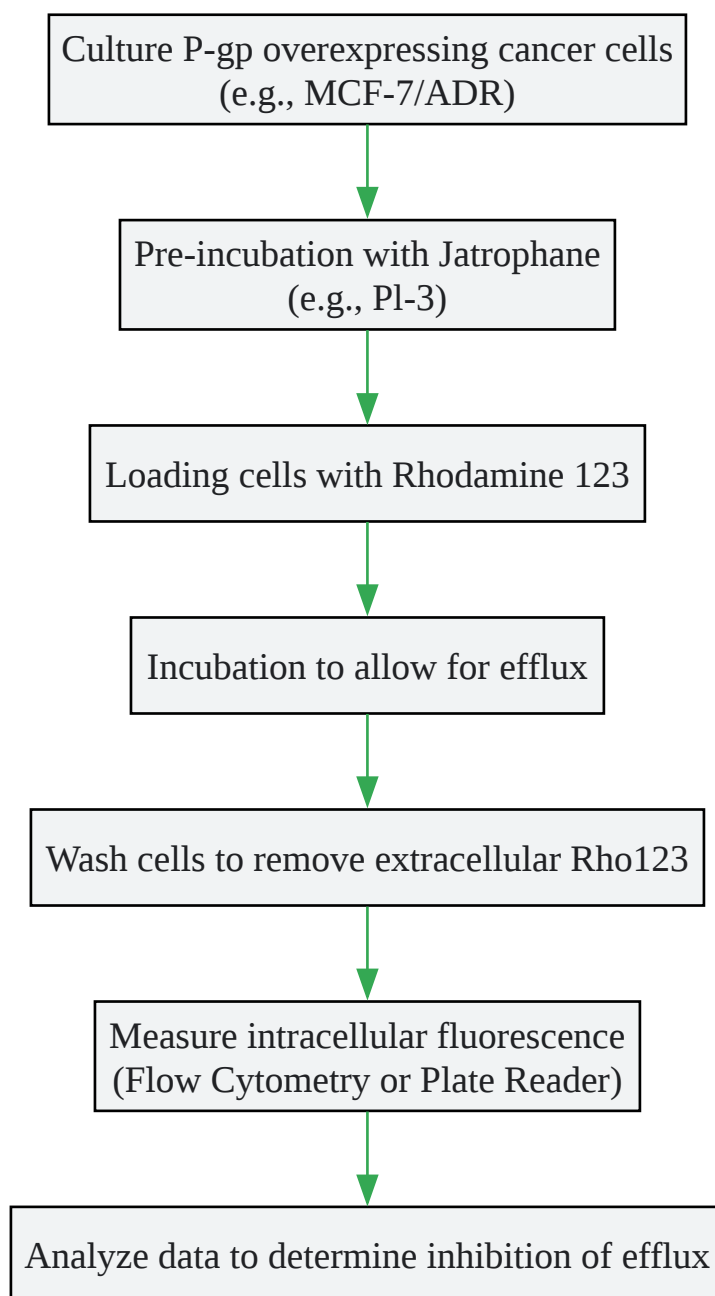 Culture P-gp overexpressing cancer cells
(e.g., MCF-7/ADR)
Pre-incubation with Jatrophane
(e.g., Pl-3)
Loading cells with Rhodamine 123
Incubation to allow for efflux
Wash cells to remove extracellular Rho123
Measure intracellular fluorescence
(Flow Cytometry or Plate Reader)
Analyze data to determine inhibition of efflux